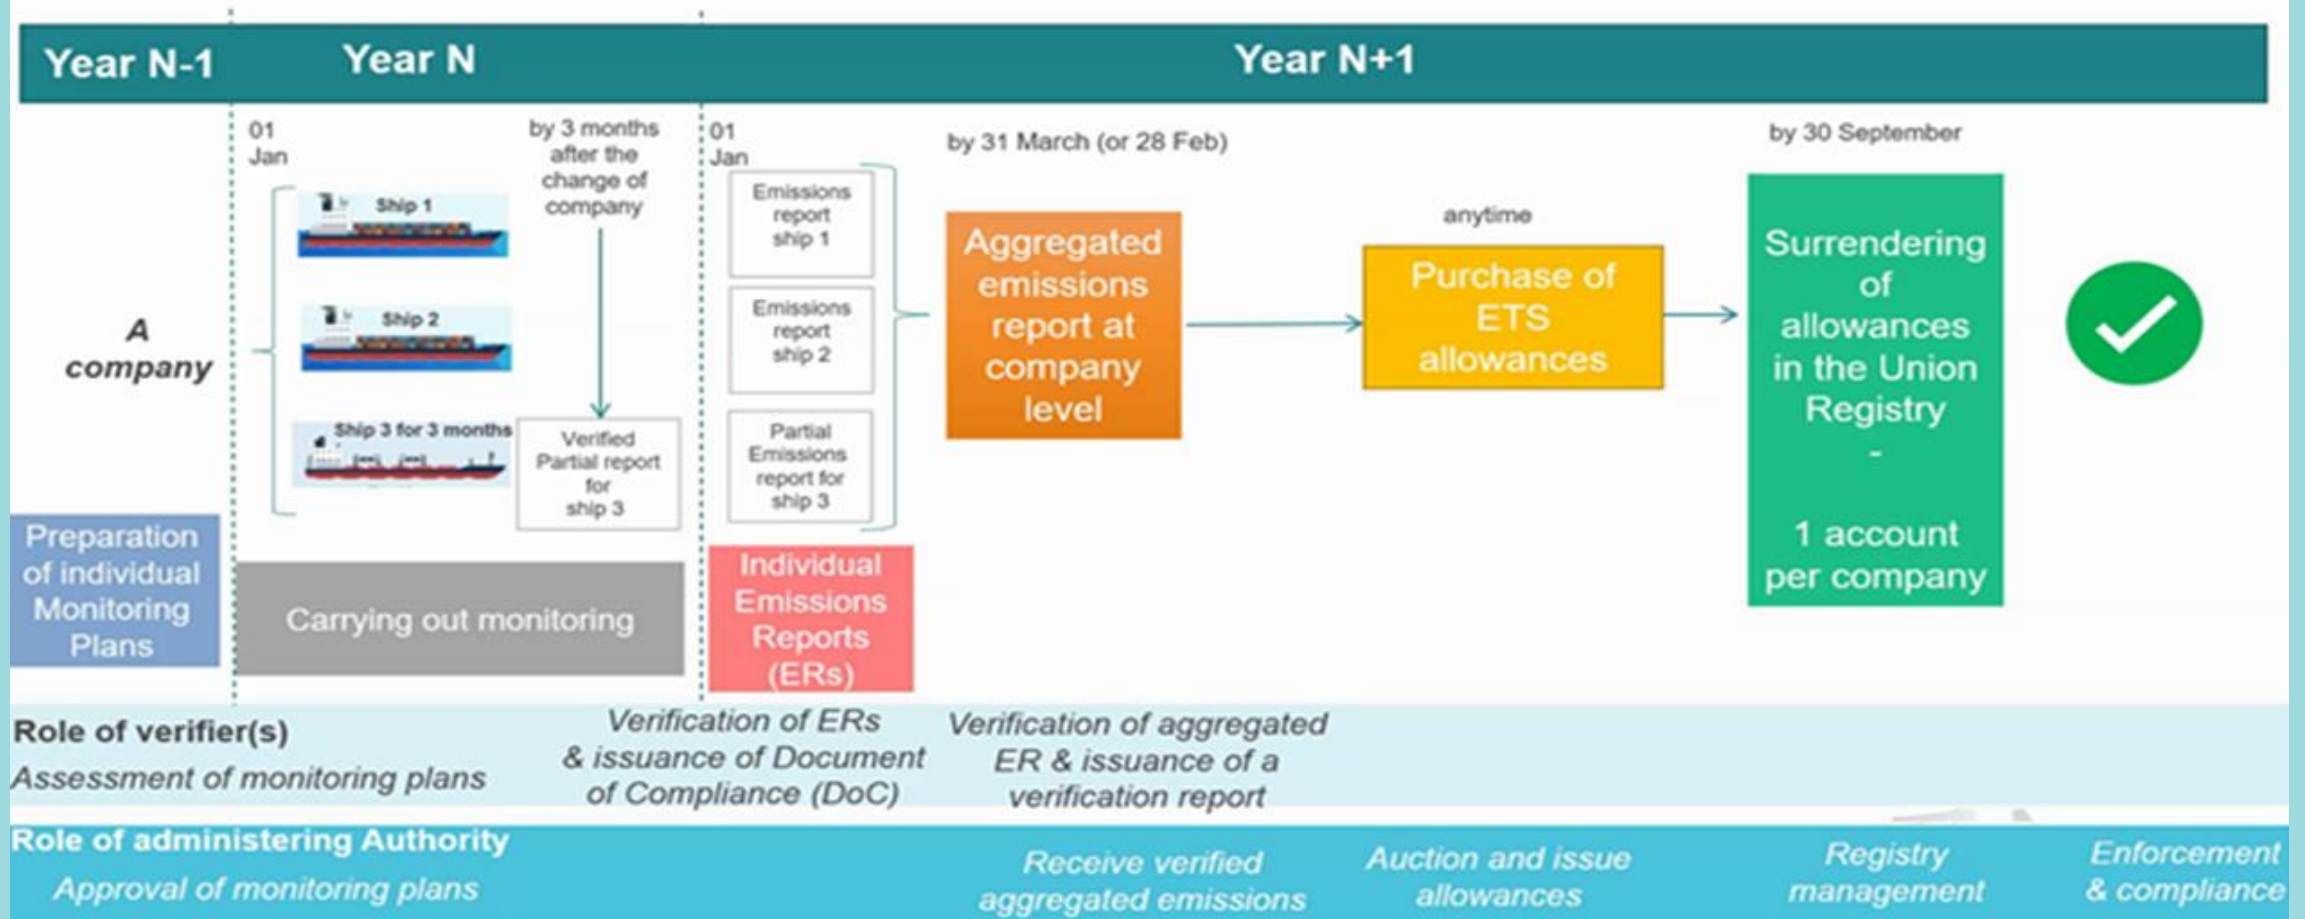 Year N-1
Year N
Year N+1
01
Jan
by 3 months
after the
change of
company
01
Jan
by 31 March (or 28 Feb)
by 30 September
anytime
A
company
Ship 1
Ship 2
Ship 3 for 3 months
Verified
Partial report
for
ship 3
Emissions
report
ship 1
Emissions
report
ship 2
Partial
Emissions
report for
ship 3
Aggregated
emissions
report at
company
level
Purchase of
ETS
allowances
Surrendering
of
allowances
in the Union
Registry
-
1 account
per company
Preparation
of individual
Monitoring
Plans
Carrying out monitoring
Individual
Emissions
Reports
(ERs)
Role of verifier(s)
Assessment of monitoring plans
Verification of ERs
& issuance of Document
of Compliance (DoC)
Verification of aggregated
ER & issuance of a
verification report
Role of administering Authority
Approval of monitoring plans
Receive verified
aggregated emissions
Auction and issue
allowances
Registry
management
Enforcement
& compliance